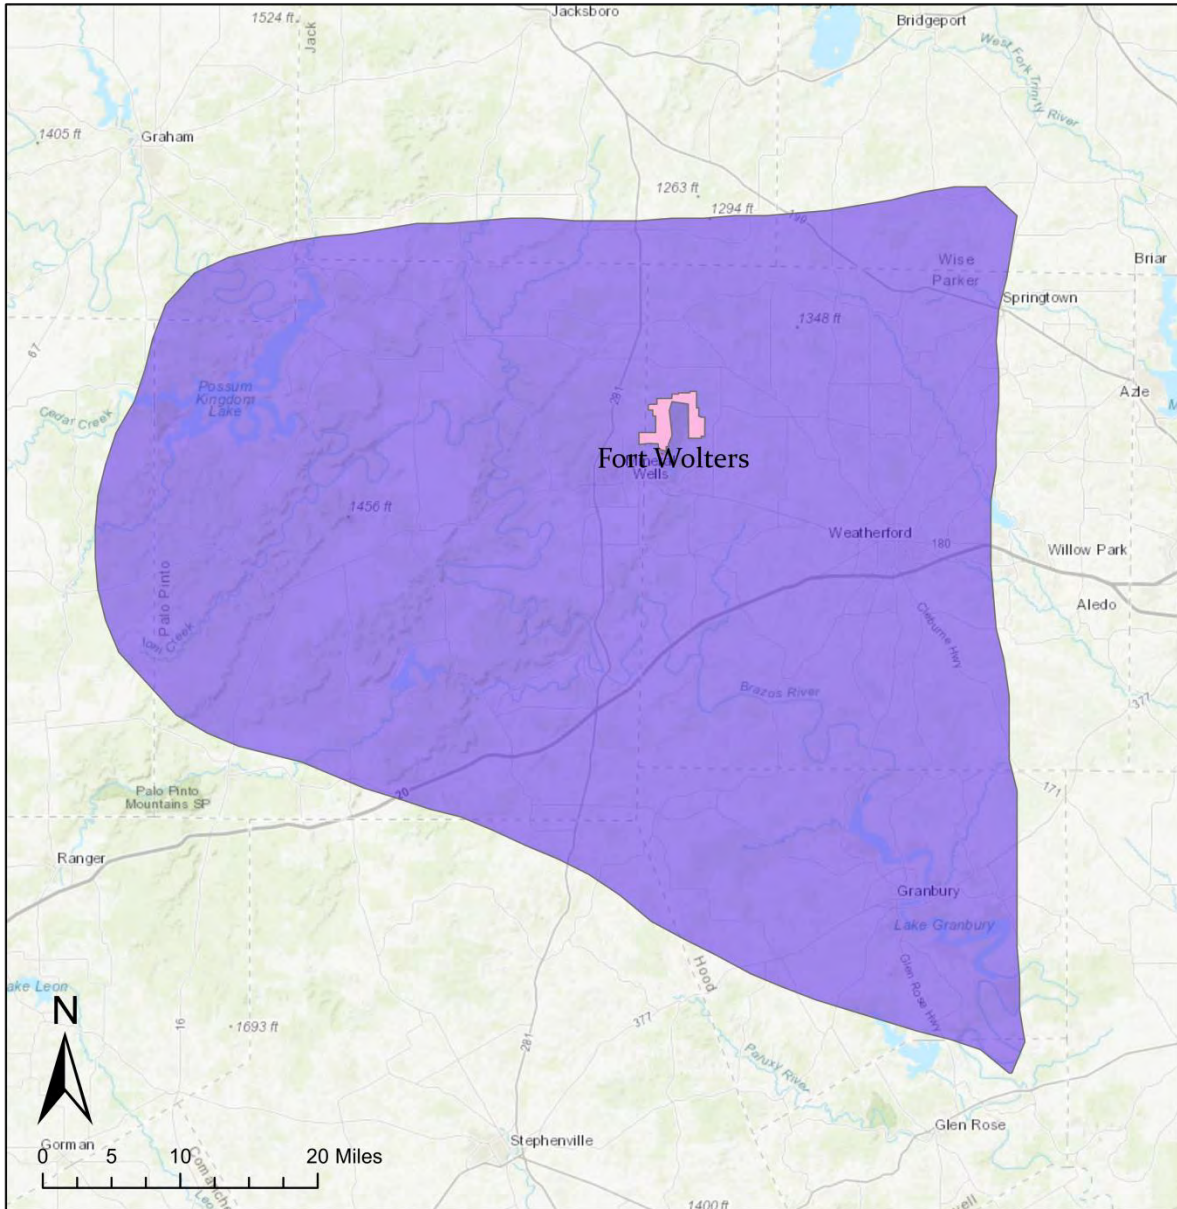 Jacksboro
1524 ft
Jack
Bridgeport
West Fork Trinity
River
1405 ft
Graham
1263 ft
1294 ft
199
Wise
Parker
Briar
Springtown
1348 ft
67
281
Possum
Kingdom
Lake
Azle
Cedar Creek
Fort Wolters
Wells
1456 ft
Weatherford
180
Willow Park
Palo Pinto
Aledo
Creek
Cleburne Hwy
Brazos River
377
Palo Pinto
Mountains SP
20
171
Ranger
Granbury
Lake Granbury
Hood
Glen Rose Hwy
ake Leon
N
16
1693 ft
377
281
Paluxy River
Glen Rose
Gorman
Stephenville
0 5 10 20 Miles
Comanche
1400 ft